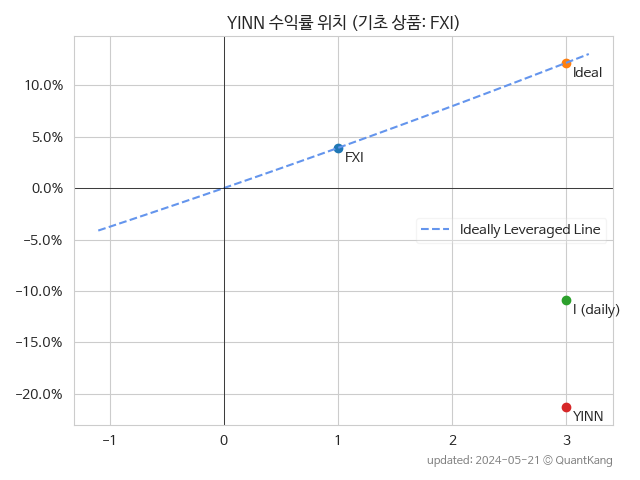 YINN 수익률 위치 (기초 상품: FXI)
10.0%
5.0%
0.0%
−5.0%
−10.0%
−15.0%
−20.0%
Ideal
FXI
Ideally Leveraged Line
I (daily)
YINN
−1
0
1
2
3
updated: 2024-05-21 © QuantKang